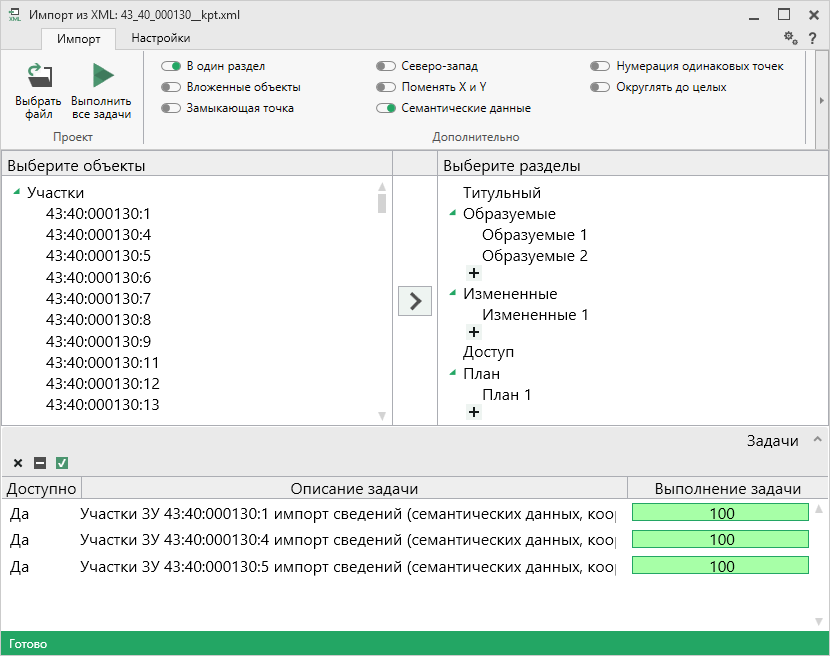 XML Импорт из XML: 43_40_000130__kpt.xml
Импорт Настройки ?
Выбрать файл
Выполнить все задачи
Проект
В один раздел
Вложенные объекты
Замыкающая точка
Северо-запад
Поменять X и Y
Семантические данные
Нумерация одинаковых точек
Округлять до целых
Дополнительно
Выберите объекты
Участки
43:40:000130:1
43:40:000130:4
43:40:000130:5
43:40:000130:6
43:40:000130:7
43:40:000130:8
43:40:000130:9
43:40:000130:11
43:40:000130:12
43:40:000130:13
Выберите разделы
Титульный
Образуемые
Образуемые 1
Образуемые 2
+
Измененные
Измененные 1
+
Доступ
План
План 1
+
Задачи
Доступно Описание задачи Выполнение задачи
Да Участки ЗУ 43:40:000130:1 импорт сведений (семантических данных, коор 100
Да Участки ЗУ 43:40:000130:4 импорт сведений (семантических данных, коор 100
Да Участки ЗУ 43:40:000130:5 импорт сведений (семантических данных, коор 100
Готово